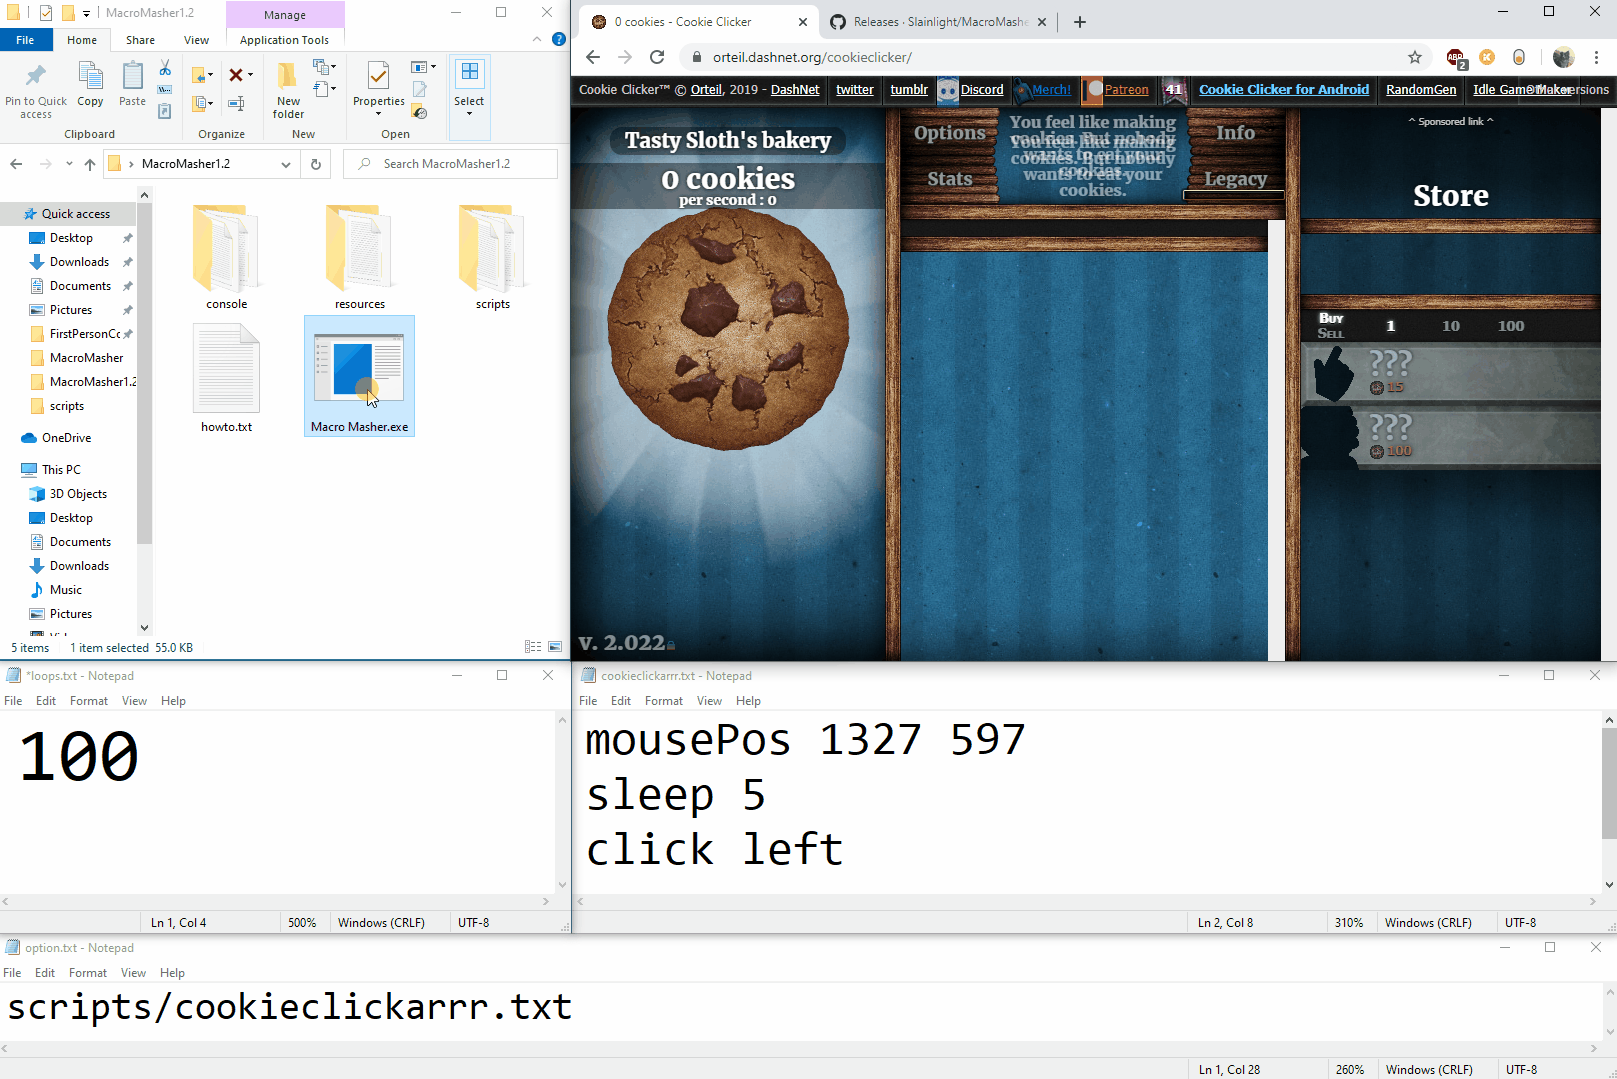 MacroMasher1.2
Manage
File
Home
Share
View
Application Tools
Pin to Quick access
Copy
Paste
Clipboard
Organize
New folder
New
Properties
Open
Select
MacroMasher1.2
Search MacroMasher1.2
Quick access
Desktop
Downloads
Documents
Pictures
FirstPersonCc
MacroMasher
MacroMasher1.2
scripts
OneDrive
This PC
3D Objects
Desktop
Documents
Downloads
Music
Pictures
console
resources
scripts
howto.txt
Macro Masher.exe
5 items
1 item selected 55.0 KB
0 cookies - Cookie Clicker
Releases · Slainlight/MacroMashe
orteil.dashnet.org/cookieclicker/
2
Cookie Clicker™ © Orteil, 2019 - DashNet
twitter
tumblr
Discord
Merch!
Patreon
41
Cookie Clicker for Android
RandomGen
Idle Game Maker
Tasty Sloth's bakery
0 cookies
per second : 0
v. 2.022
Options
Stats
You feel like making
cookies. But nobody
wants to eat your
cookies.
Info
Legacy
^ Sponsored link ^
Store
Buy
Sell
1
10
100
???
15
???
100
*loops.txt - Notepad
File Edit Format View Help
100
Ln 1, Col 4
500%
Windows (CRLF)
UTF-8
cookieclickarrr.txt - Notepad
File Edit Format View Help
mousePos 1327 597
sleep 5
click left
Ln 2, Col 8
310%
Windows (CRLF)
UTF-8
option.txt - Notepad
File Edit Format View Help
scripts/cookieclickarrr.txt
Ln 1, Col 28
260%
Windows (CRLF)
UTF-8